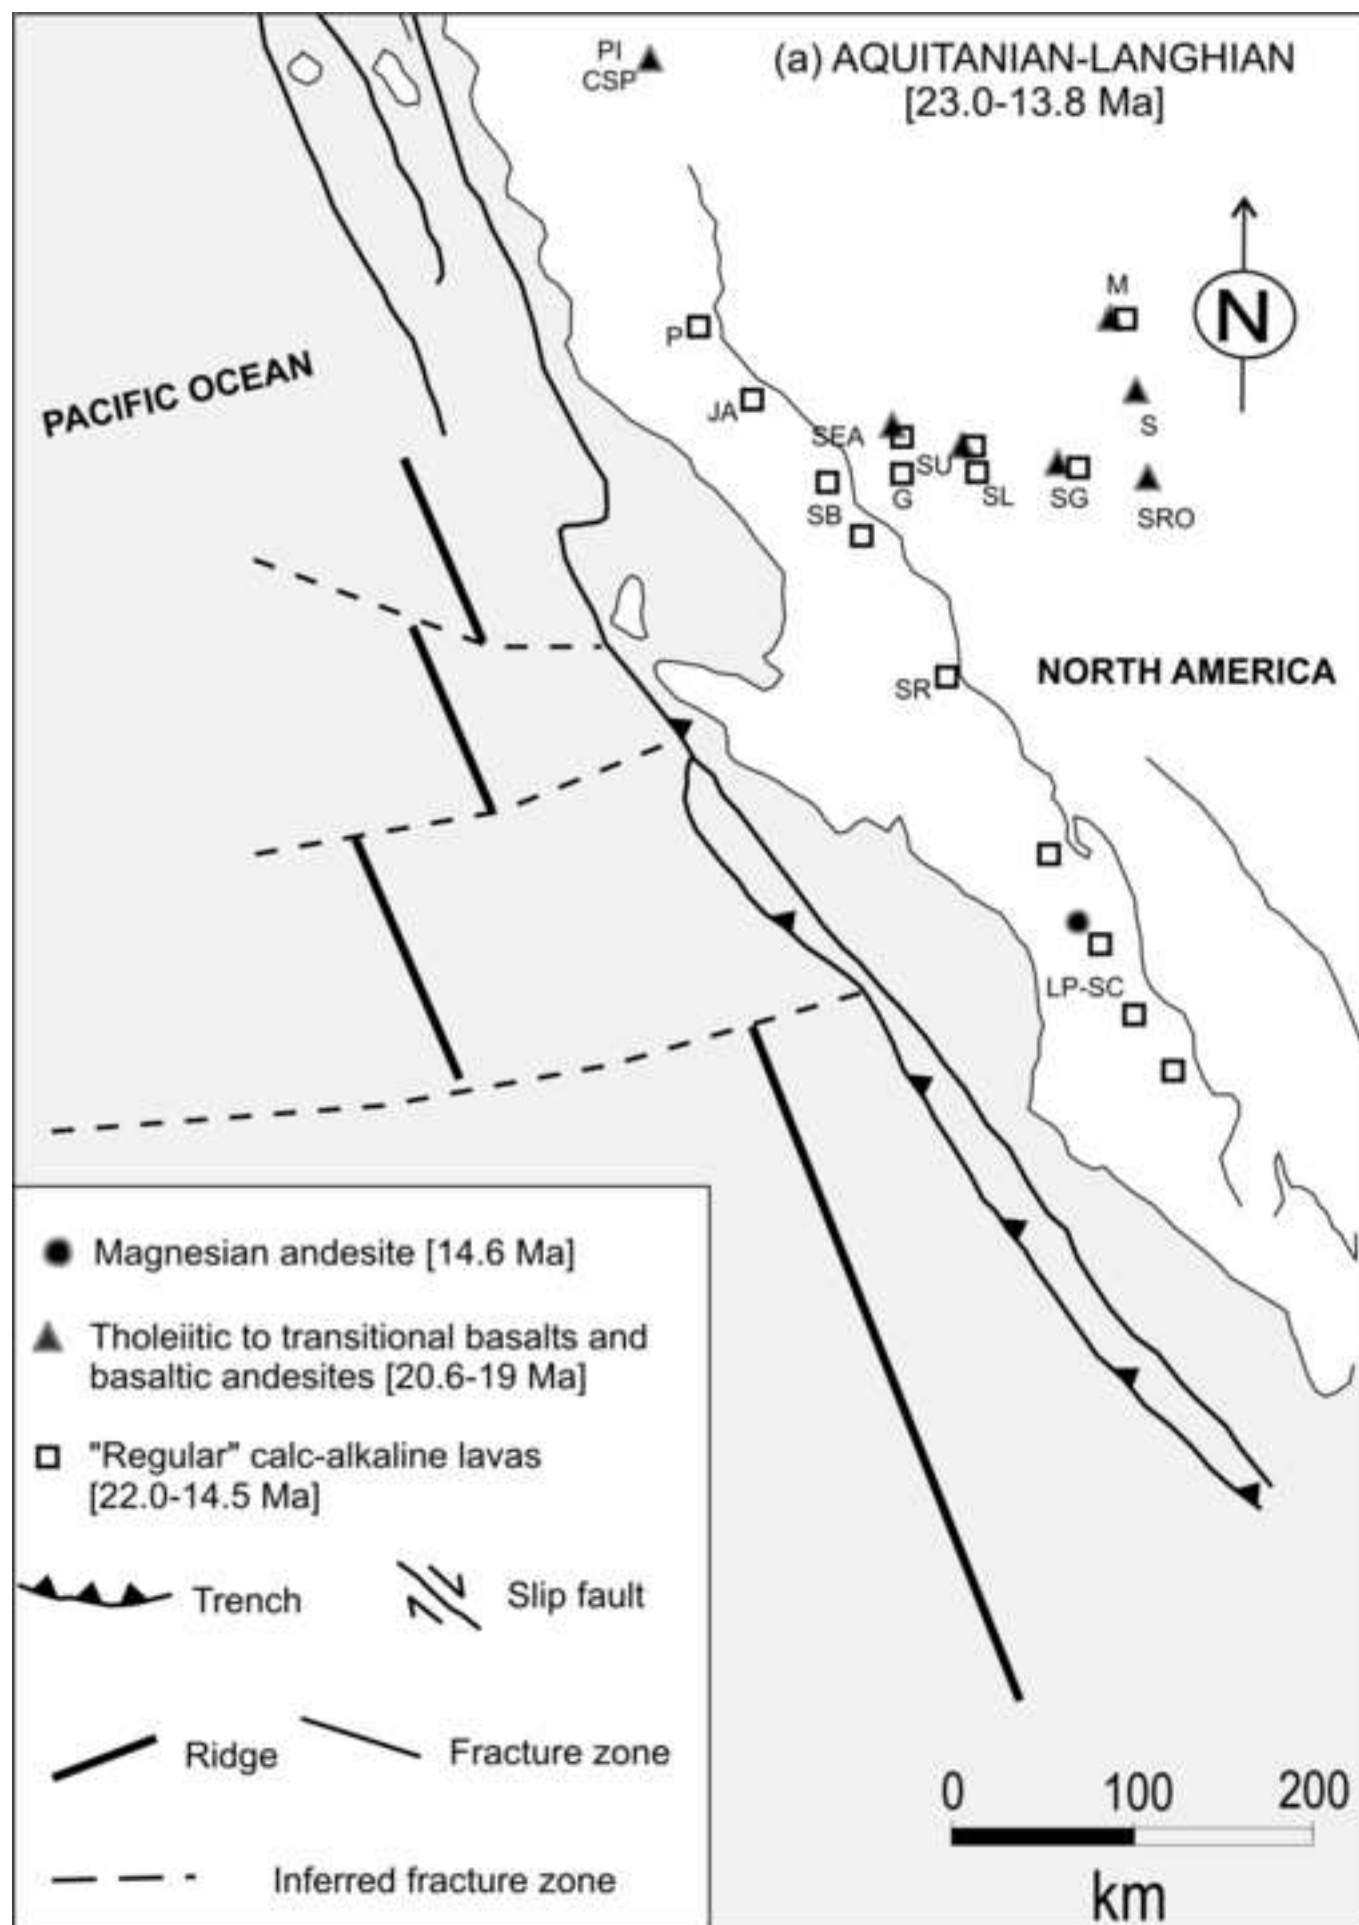 PI
CSP
(a) AQUITANIAN-LANGHIAN
[23.0-13.8 Ma]
M
N
P
PACIFIC OCEAN
JA
S
SEA
SU
G
SL
SG
SB
SRO
SR
NORTH AMERICA
LP-SC
Magnesian andesite [14.6 Ma]
Tholeiitic to transitional basalts and
basaltic andesites [20.6-19 Ma]
"Regular" calc-alkaline lavas
[22.0-14.5 Ma]
Trench
Slip fault
Ridge
Fracture zone
Inferred fracture zone
0 100 200
km